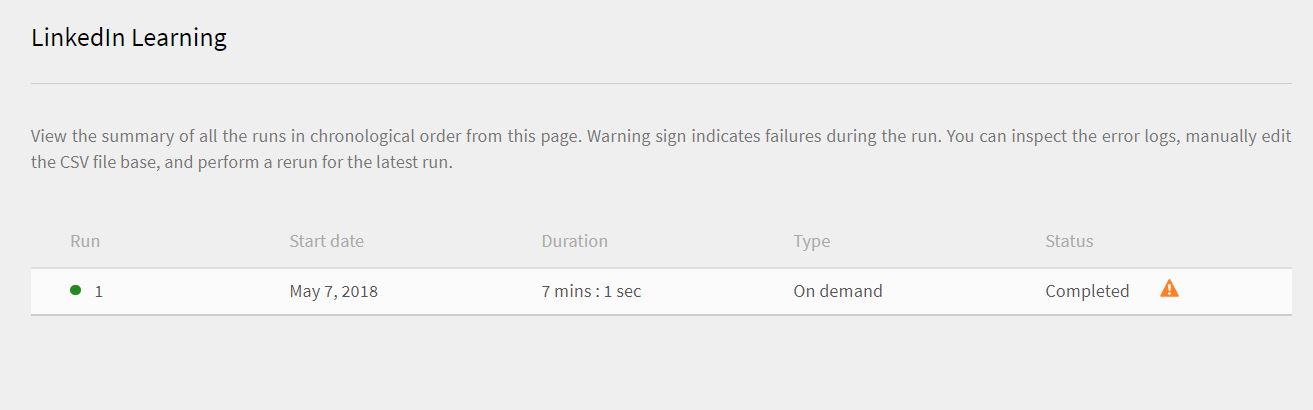 LinkedIn Learning
View the summary of all the runs in chronological order from this page. Warning sign indicates failures during the run. You can inspect the error logs, manually edit
the CSV file base, and perform a rerun for the latest run.
Run Start date Duration Type Status
1 May 7, 2018 7 mins : 1 sec On demand Completed